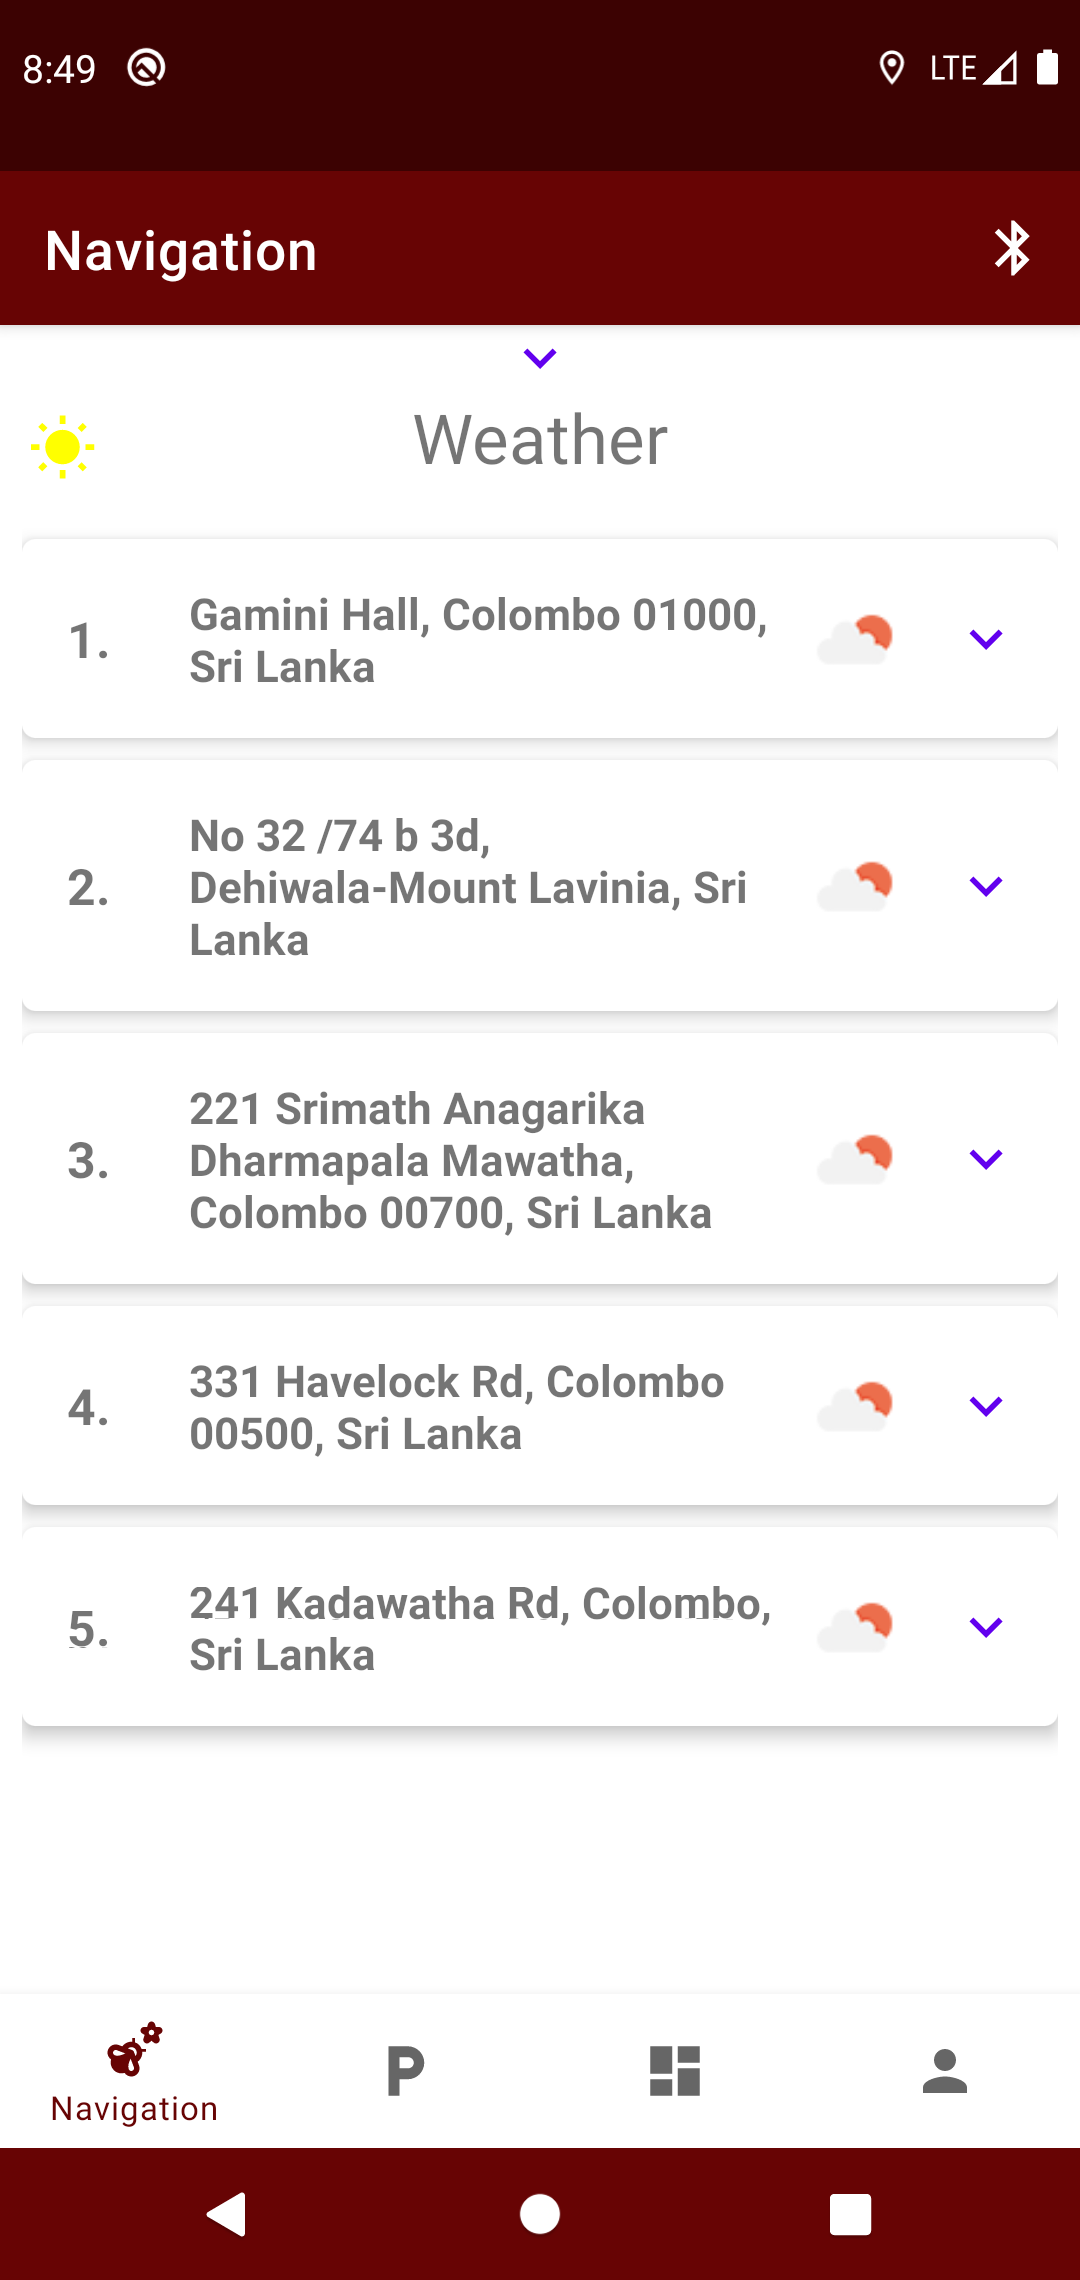 8:49
LTE
Navigation
Weather
1.
Gamini Hall, Colombo 01000,
Sri Lanka
2.
No 32 /74 b 3d,
Dehiwala-Mount Lavinia, Sri
Lanka
3.
221 Srimath Anagarika
Dharmapala Mawatha,
Colombo 00700, Sri Lanka
4.
331 Havelock Rd, Colombo
00500, Sri Lanka
5.
241 Kadawatha Rd, Colombo,
Sri Lanka
Navigation
P